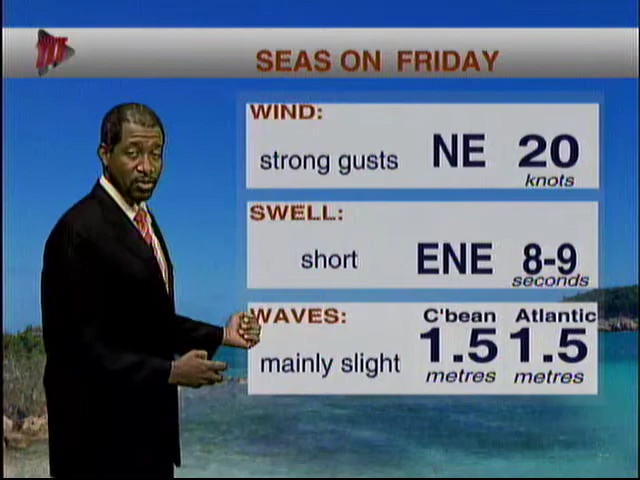 SEAS ON FRIDAY
WIND:
strong gusts NE 20
knots
SWELL:
short ENE 8-9
seconds
WAVES: C'bean Atlantic
mainly slight 1.5 1.5
metres metres